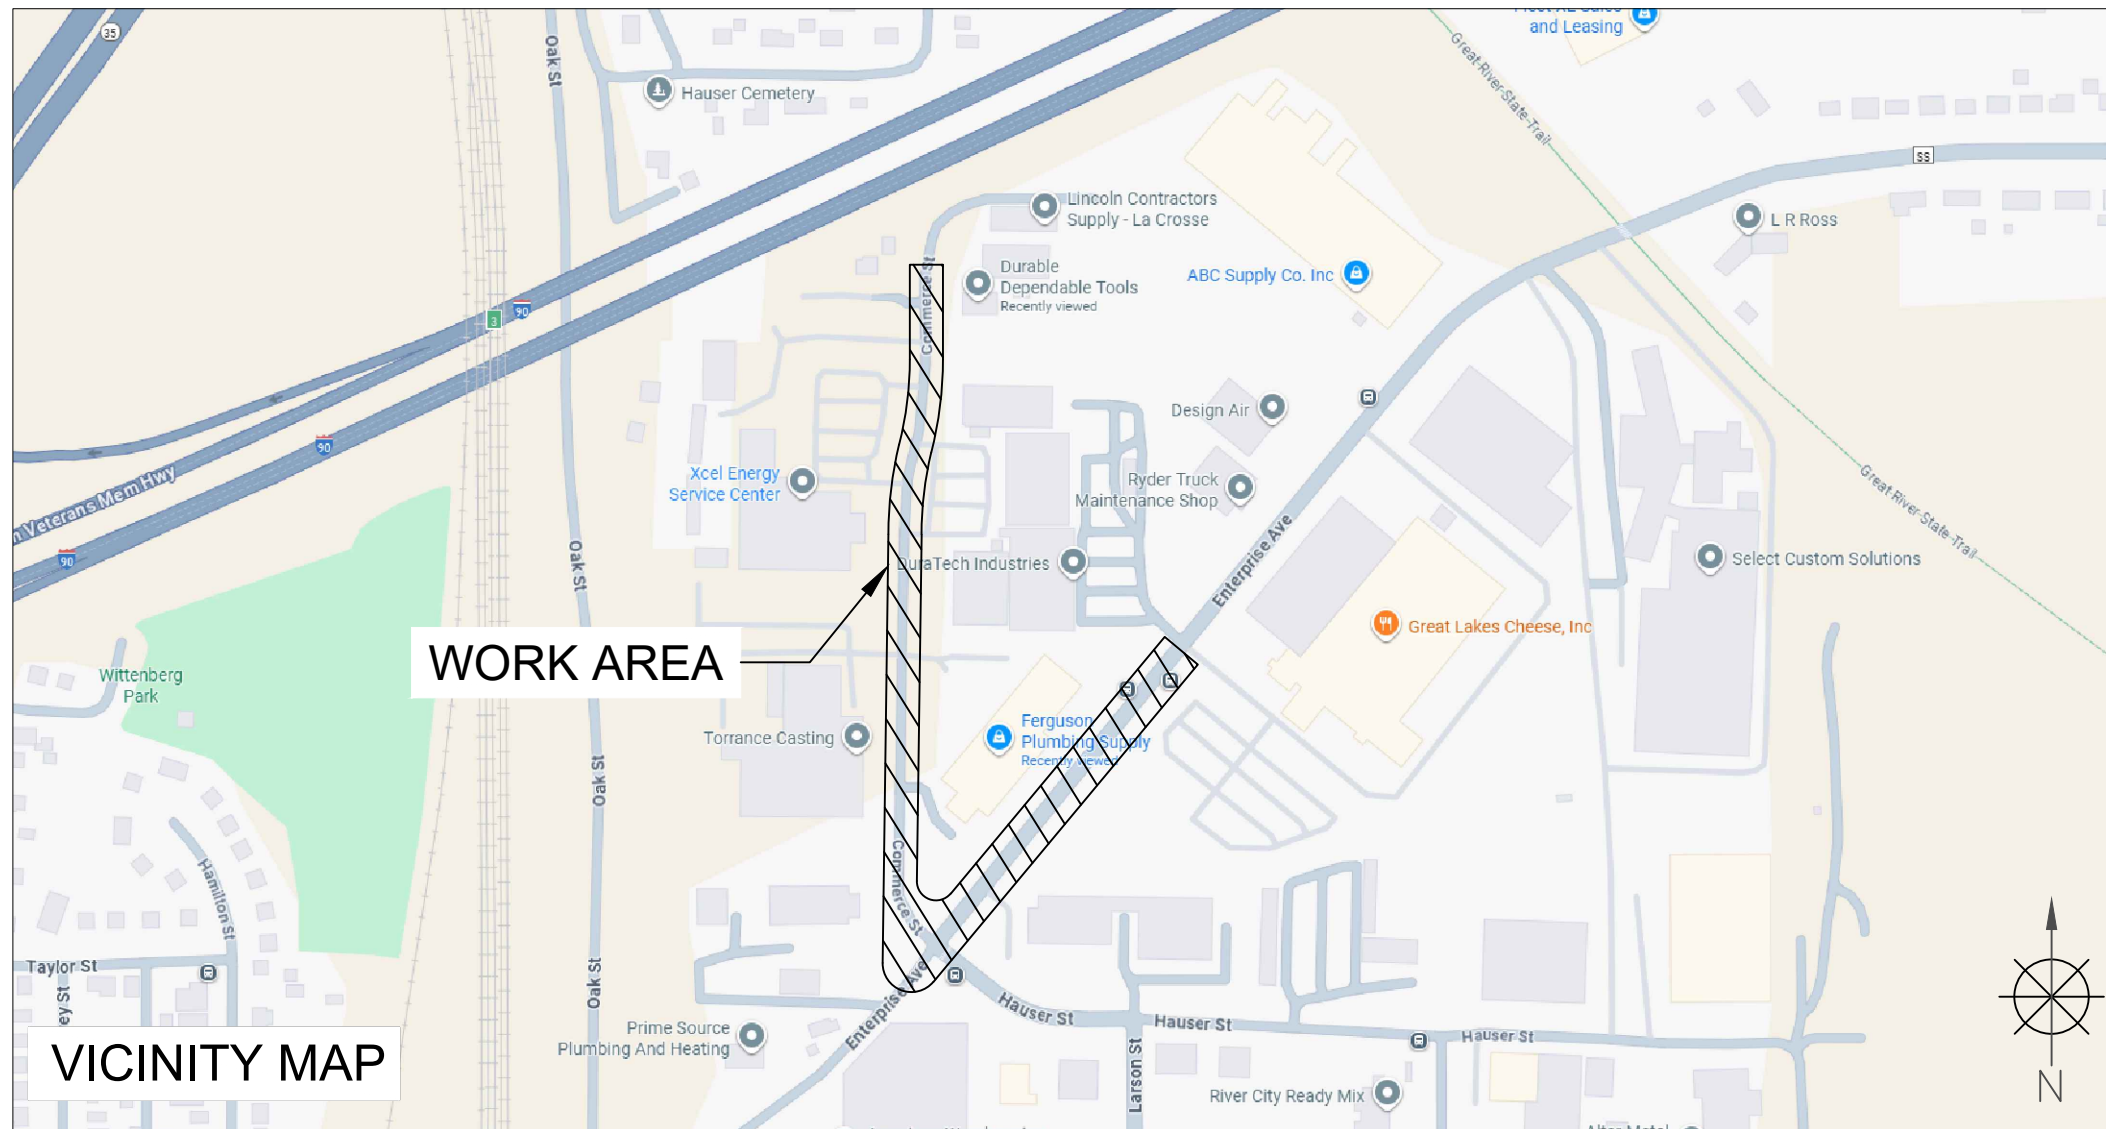 and Leasing
35
Oak St
Hauser Cemetery
Great River State Trail
SS
Lincoln Contractors
Supply - La Crosse
L R Ross
Commerce St
Durable
Dependable Tools
Recently viewed
ABC Supply Co. Inc
90
3
Design Air
90
Xcel Energy
Service Center
Ryder Truck
Maintenance Shop
Great River State Trail
n Veterans Mem Hwy
90
Oak St
DuraTech Industries
Enterprise Ave
Select Custom Solutions
Great Lakes Cheese, Inc
WORK AREA
Wittenberg
Park
Torrance Casting
Ferguson
Plumbing Supply
Recently viewed
Oak St
Hamilton St
Commerce St
Taylor St
ey St
Oak St
Enterprise Ave
Hauser St
Hauser St
Hauser St
Prime Source
Plumbing And Heating
VICINITY MAP
Larson St
River City Ready Mix
N